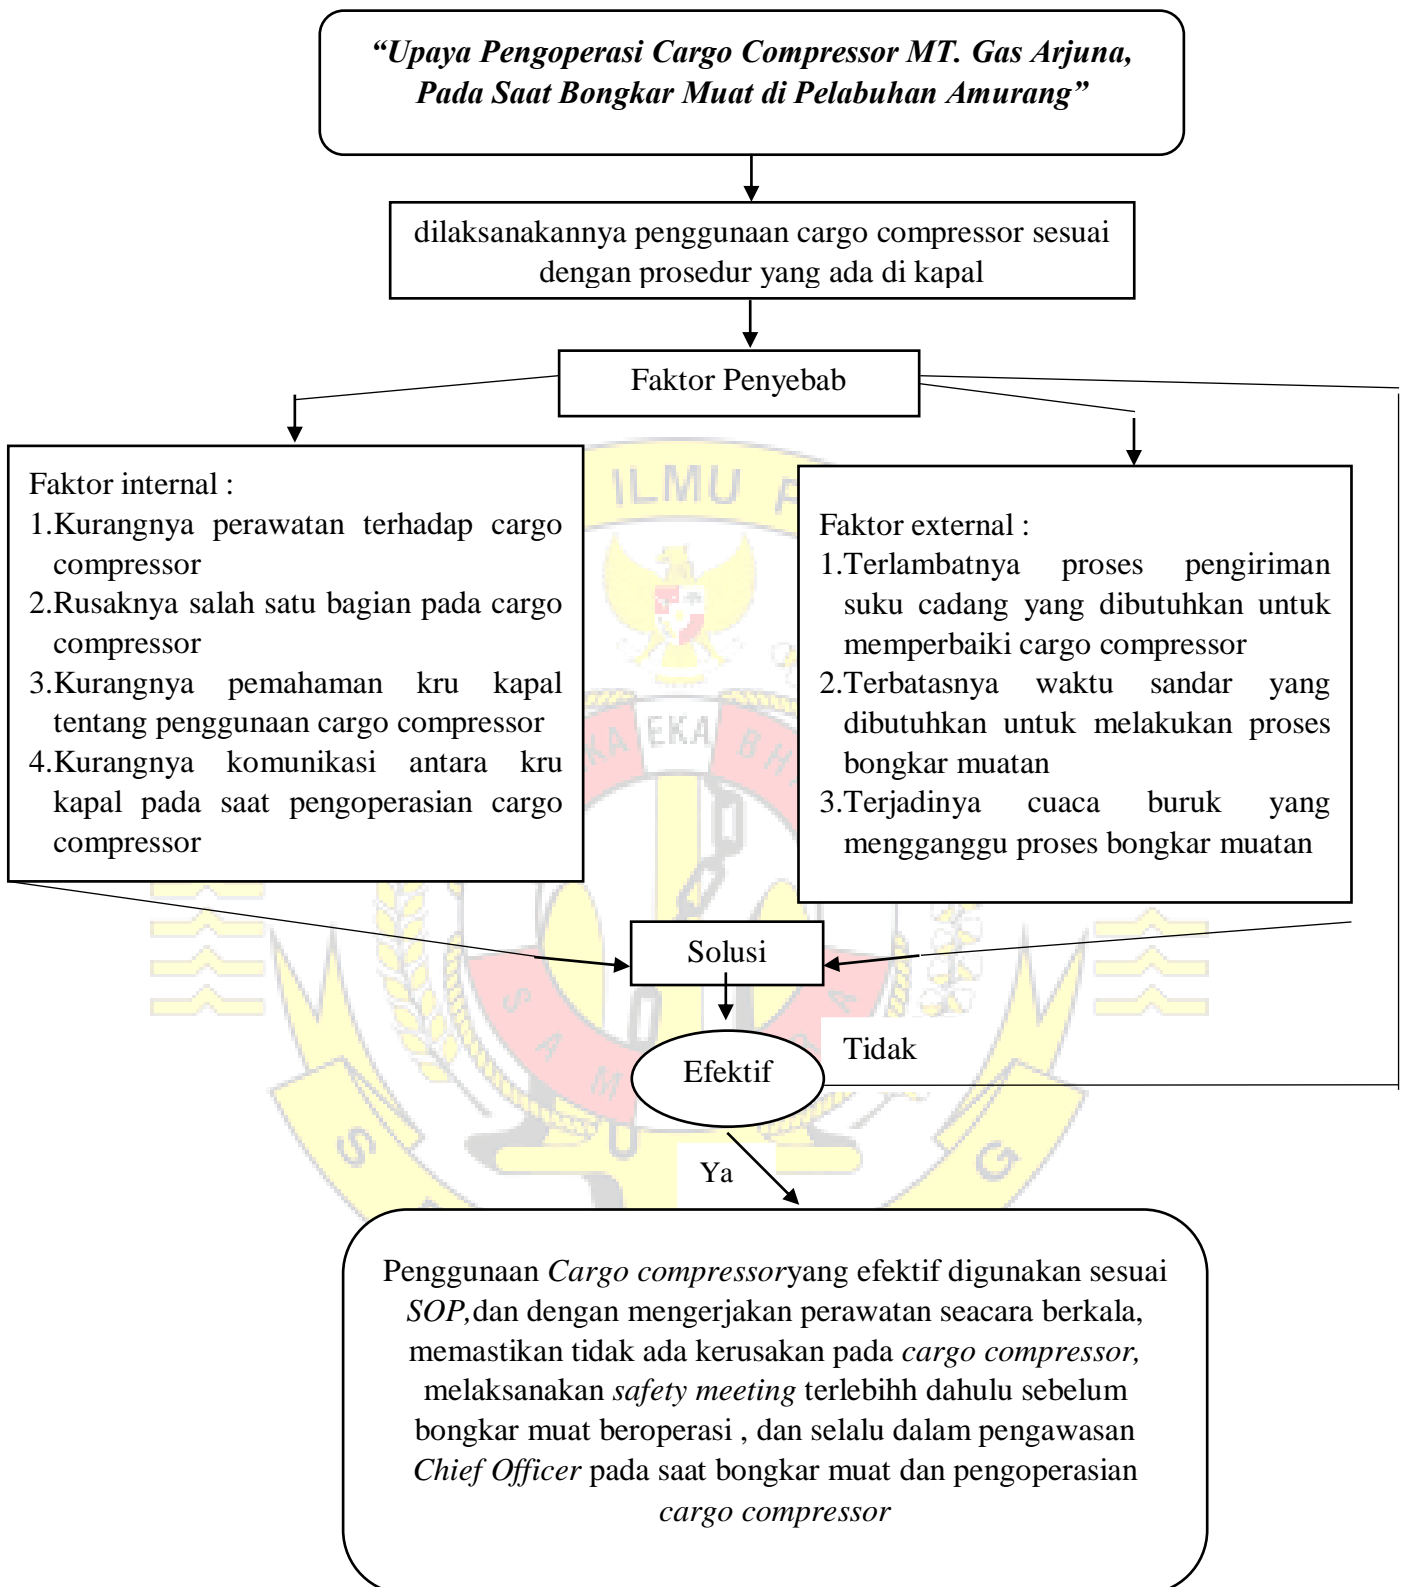 “Upaya Pengoperasi Cargo Compressor MT. Gas Arjuna,
Pada Saat Bongkar Muat di Pelabuhan Amurang”
dilaksanakannya penggunaan cargo compressor sesuai
dengan prosedur yang ada di kapal
Faktor Penyebab
Faktor internal :
1.Kurangnya perawatan terhadap cargo
compressor
2.Rusaknya salah satu bagian pada cargo
compressor
3.Kurangnya pemahaman kru kapal
tentang penggunaan cargo compressor
4.Kurangnya komunikasi antara kru
kapal pada saat pengoperasian cargo
compressor
Faktor external :
1.Terlambatnya proses pengiriman
suku cadang yang dibutuhkan untuk
memperbaiki cargo compressor
2.Terbatasnya waktu sandar yang
dibutuhkan untuk melakukan proses
bongkar muatan
3.Terjadinya cuaca buruk yang
mengganggu proses bongkar muatan
ILMU
EKA
Solusi
Efektif
Tidak
Ya
Penggunaan Cargo compressoryang efektif digunakan sesuai
SOP,dan dengan mengerjakan perawatan seacara berkala,
memastikan tidak ada kerusakan pada cargo compressor,
melaksanakan safety meeting terlebihh dahulu sebelum
bongkar muat beroperasi , dan selalu dalam pengawasan
Chief Officer pada saat bongkar muat dan pengoperasian
cargo compressor